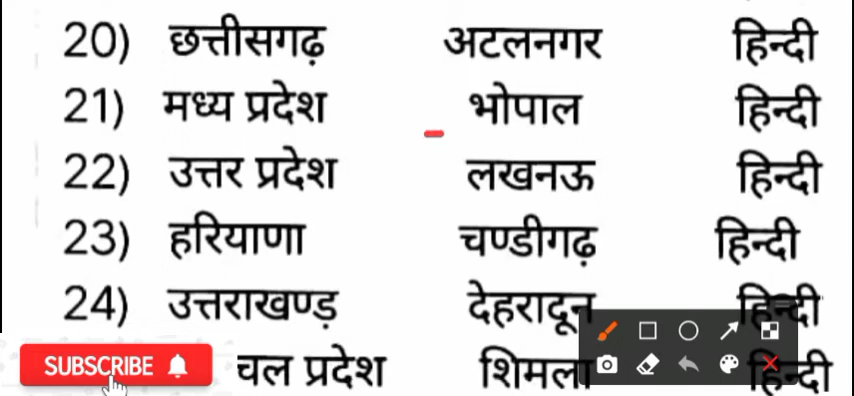 20) छत्तीसगढ़ अटलनगर हिन्दी
21) मध्य प्रदेश भोपाल हिन्दी
22) उत्तर प्रदेश लखनऊ हिन्दी
23) हरियाणा चण्डीगढ़ हिन्दी
24) उत्तराखण्ड़ देहरादून हिन्दी
चल प्रदेश शिमला हिन्दी
SUBSCRIBE